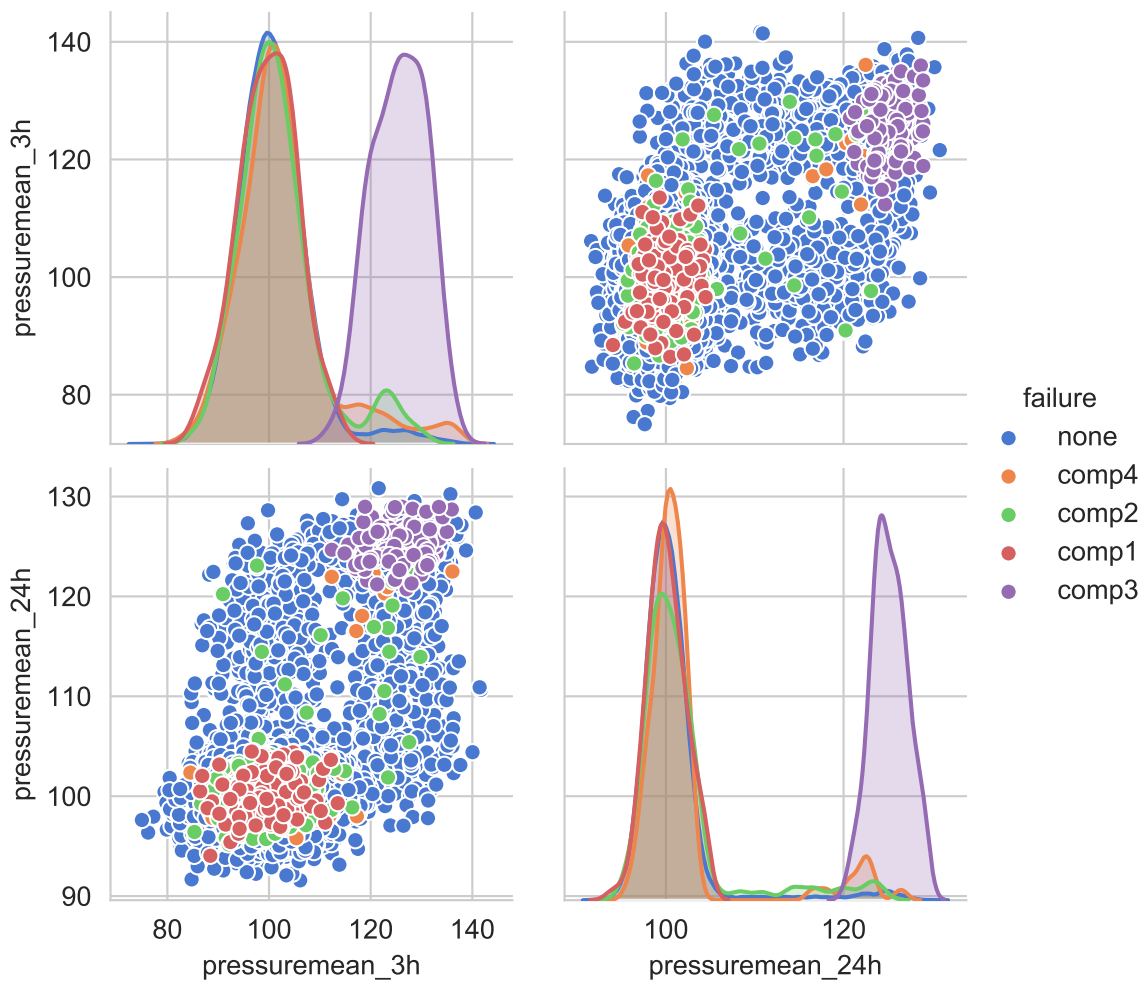 140
120
100
80
pressuremean_3h
failure
none
comp4
comp2
comp1
comp3
130
120
110
100
90
pressuremean_24h
80 100 120 140
100 120
pressuremean_3h
pressuremean_24h